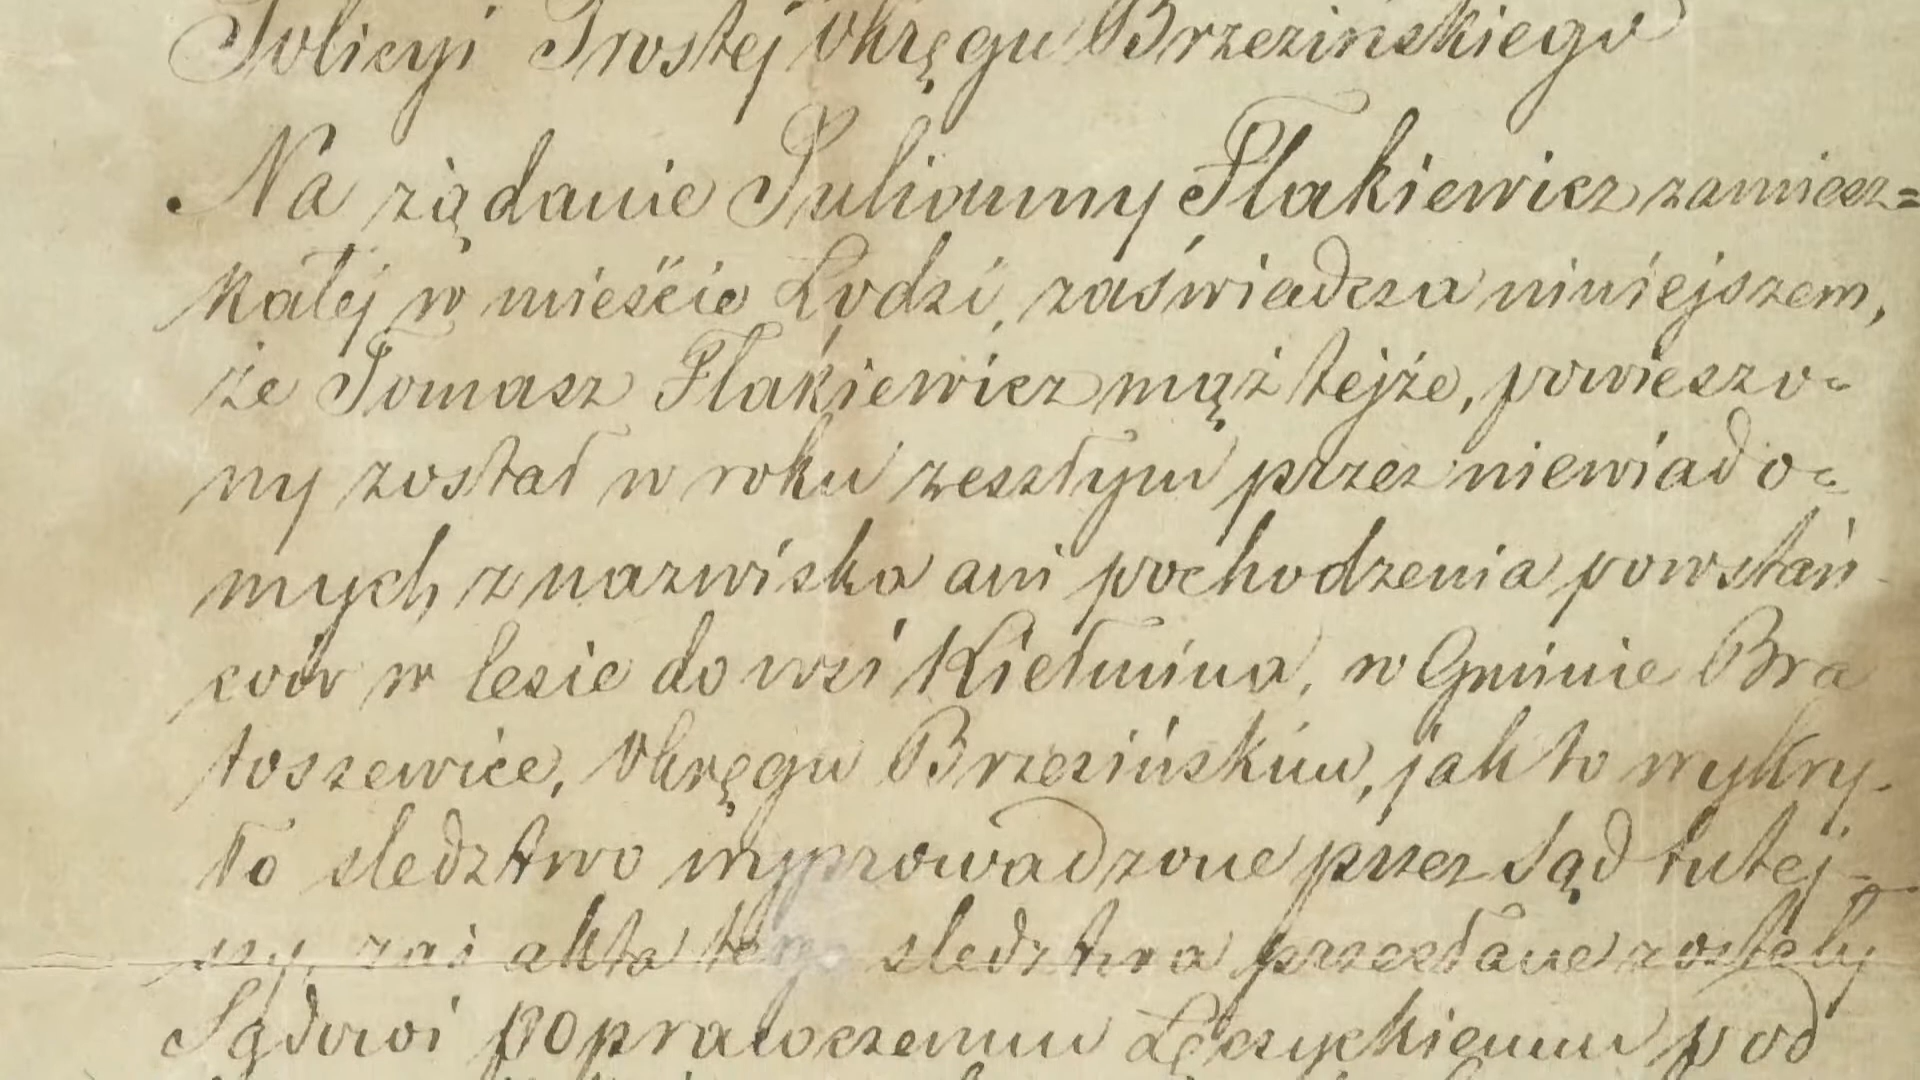 Policyi Prostej Okręgu Brzezińskiego
Na żądanie Julianny Flakiewicz zamiesz=
kałej w mieście Łodzi, zaświadcza niniejszem,
że Tomasz Flakiewicz mąż tejże, powieszo=
ny został w roku zeszłym przez niewiado=
mych z nazwiska ani pochodzenia powstań
ców w lesie do wsi Kiełmina, w Gminie Bra
toszewice, Okręgu Brzezińskim, jak to wykry-
ło sledztwo wyprowadzone przez Sąd tutej-
szy, zaś akta tego sledztwa przesłane zostały
Sądowi poprawczemu Łęczyckiemu pod